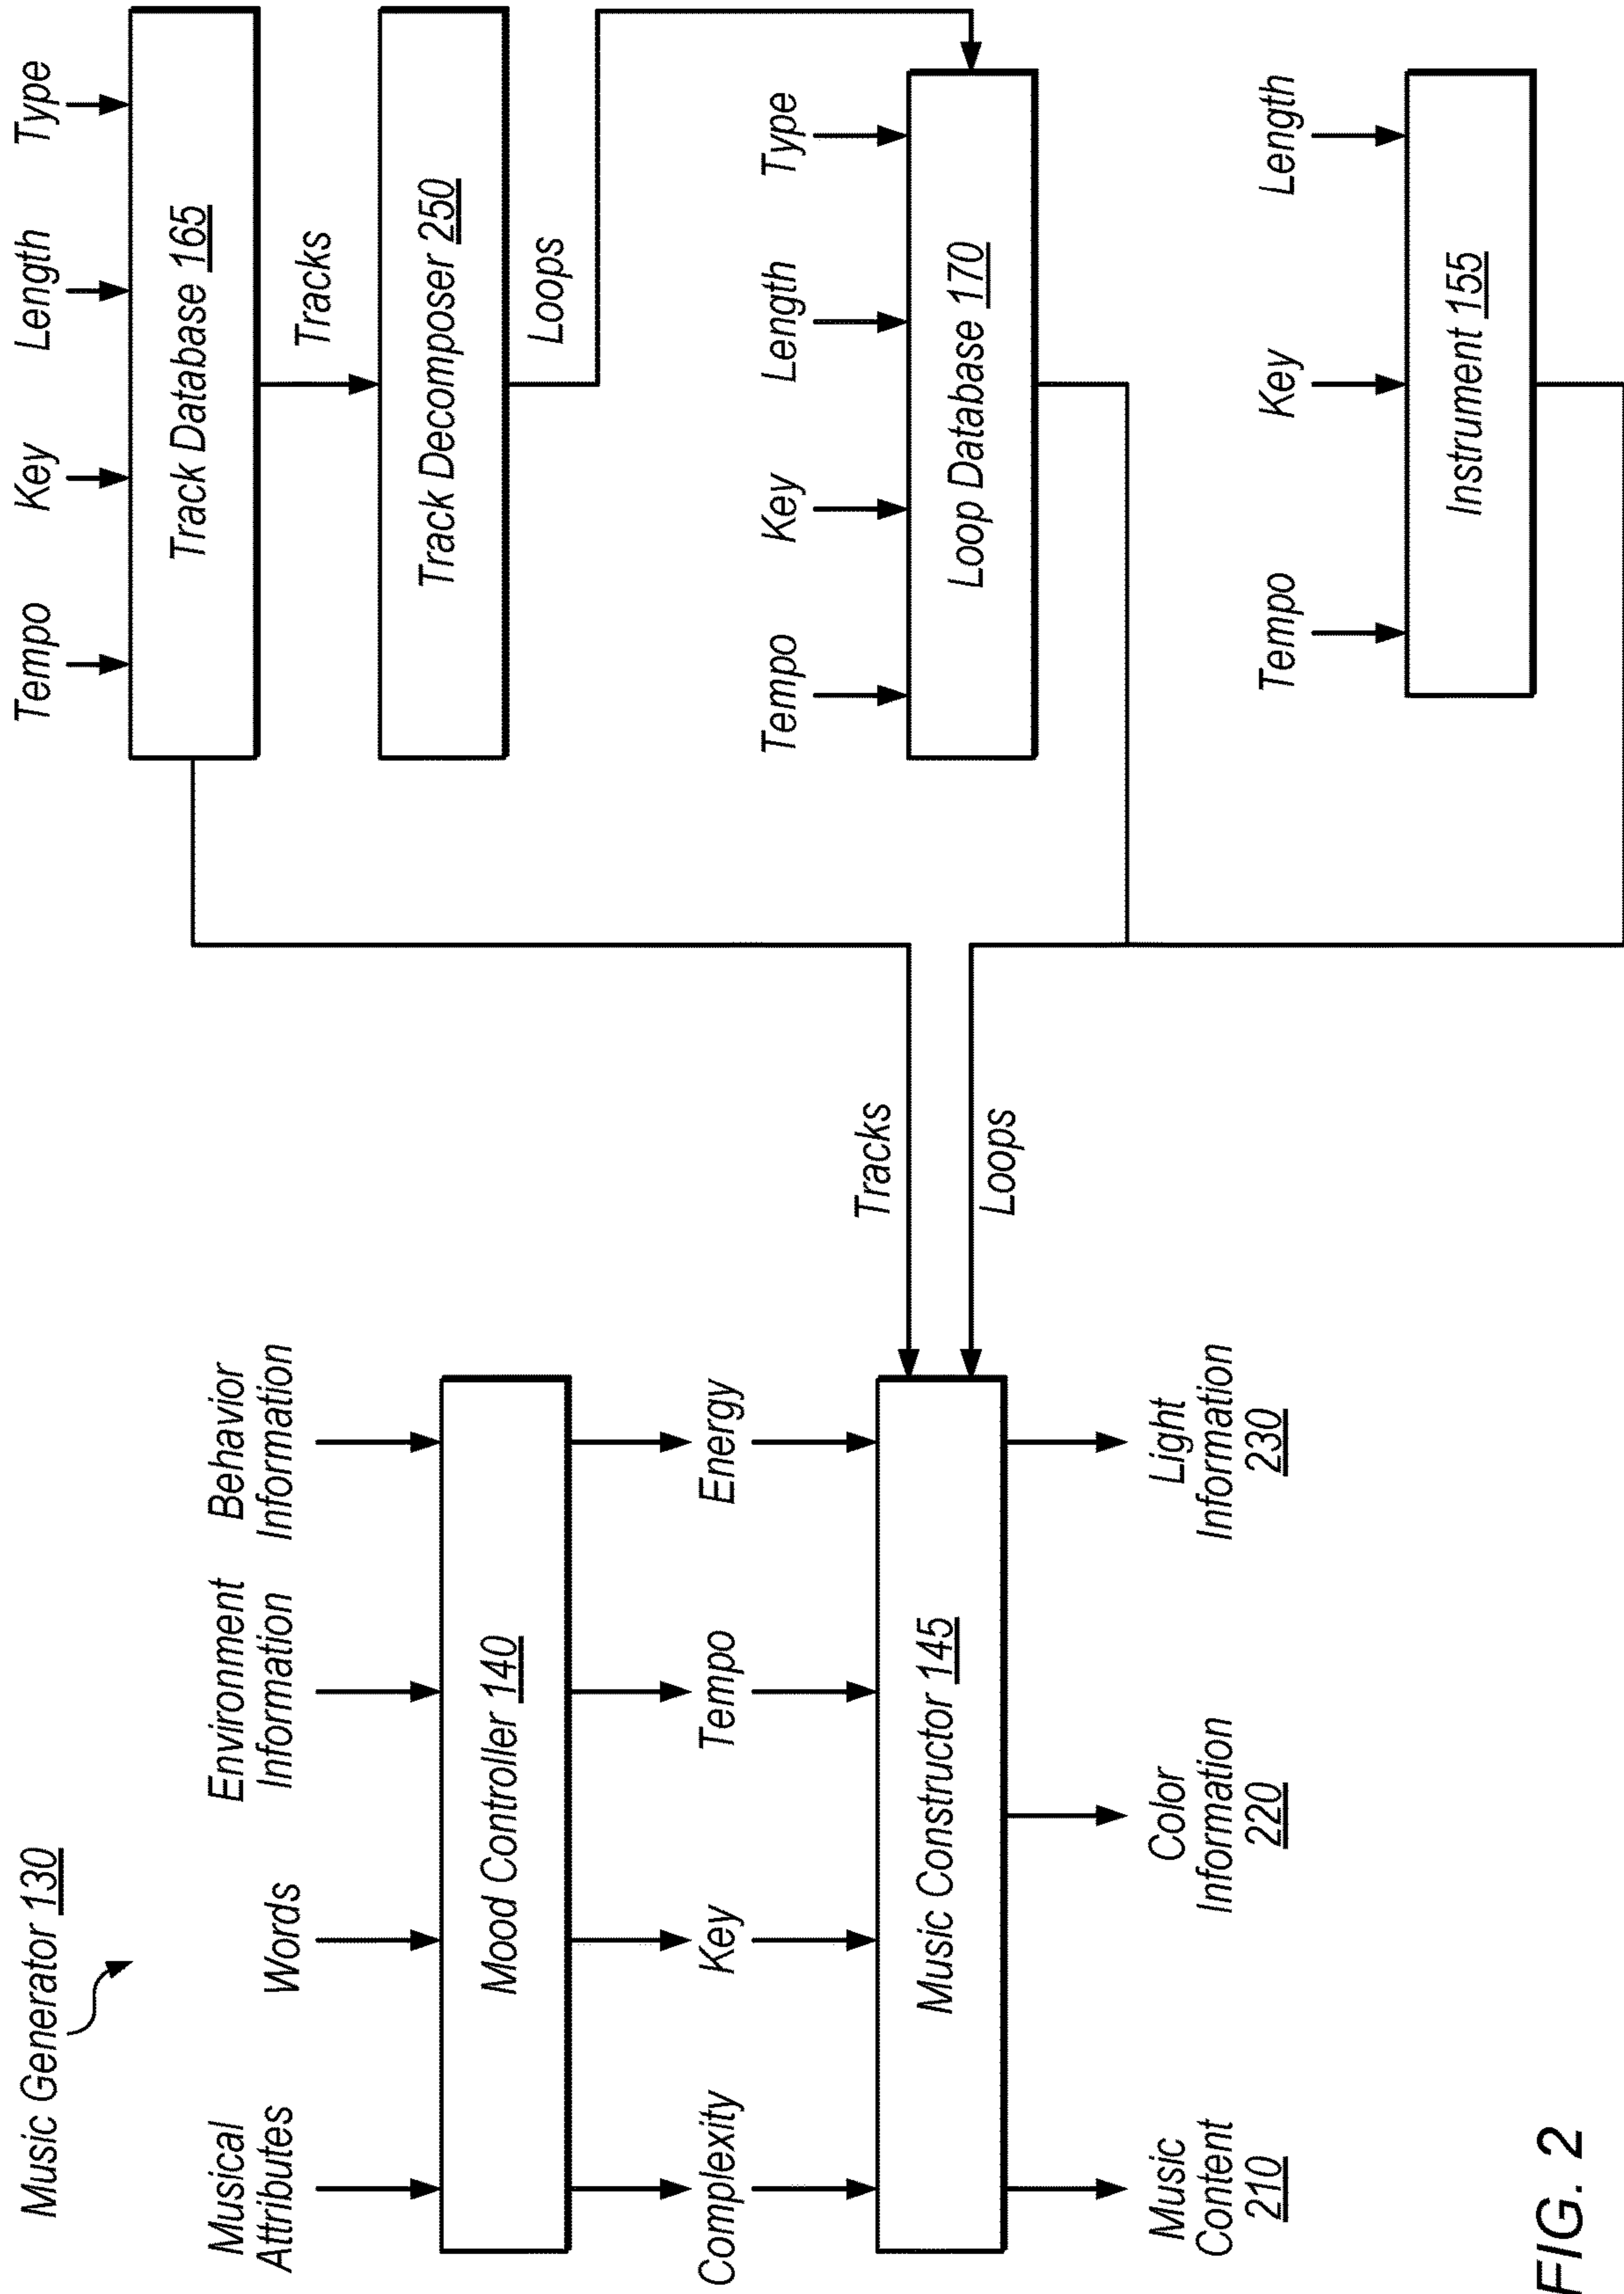 Music Generator 130
Musical
Attributes
Words
Environment
Information
Behavior
Information
Mood Controller 140
Complexity
Key
Tempo
Energy
Music Constructor 145
Music
Content
210
Color
Information
220
Light
Information
230
Tracks
Loops
Tempo
Key
Length
Type
Track Database 165
Tracks
Track Decomposer 250
Loops
Tempo
Key
Length
Type
Loop Database 170
Tempo
Key
Length
Instrument 155
FIG. 2